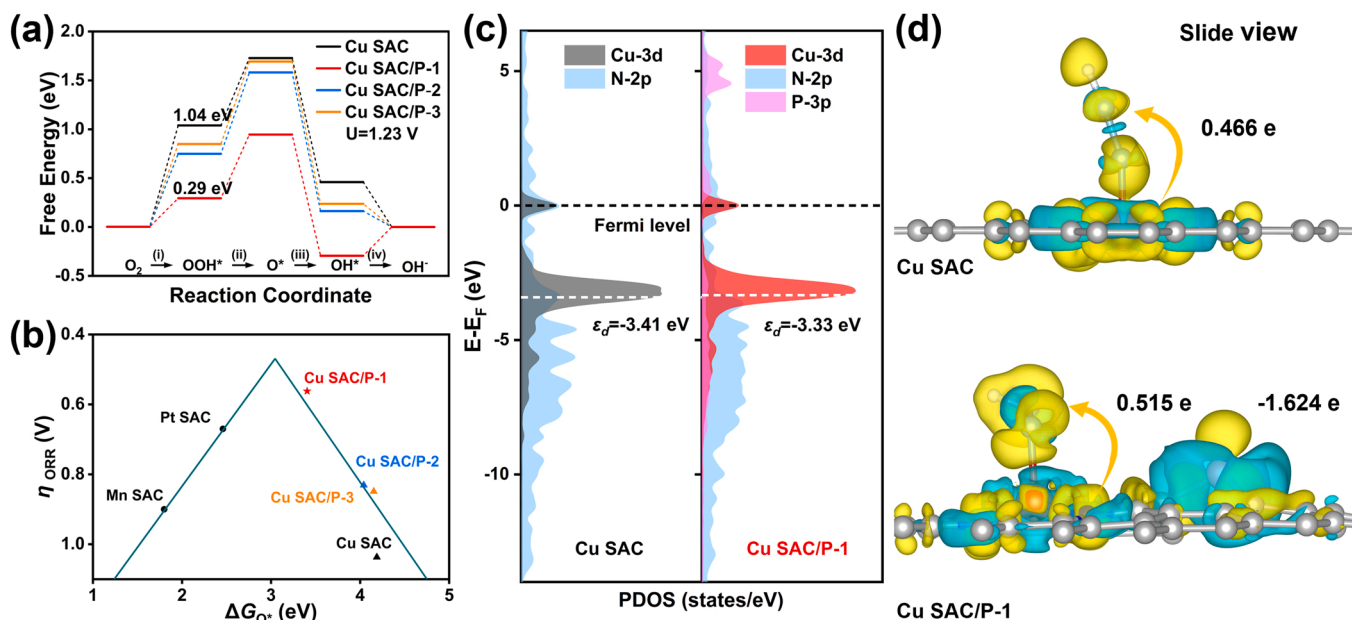 (a)
2.0
1.5
1.0
0.5
0.0
-0.5
Free Energy (eV)
Cu SAC
Cu SAC/P-1
Cu SAC/P-2
Cu SAC/P-3
U=1.23 V
1.04 eV
0.29 eV
(i) (ii) (iii) (iv)
O₂ OOH* O* OH* OH⁻
Reaction Coordinate
(b)
0.4
0.6
0.8
1.0
η ORR (V)
Cu SAC/P-1
Pt SAC
Cu SAC/P-2
Cu SAC/P-3
Mn SAC
Cu SAC
1 2 3 4 5
ΔG_O* (eV)
(c)
5
0
-5
-10
E-E_F (eV)
Cu-3d
N-2p
Cu-3d
N-2p
P-3p
Fermi level
ε_d=-3.41 eV
ε_d=-3.33 eV
Cu SAC
Cu SAC/P-1
PDOS (states/eV)
(d)
Slide view
0.466 e
Cu SAC
0.515 e
-1.624 e
Cu SAC/P-1